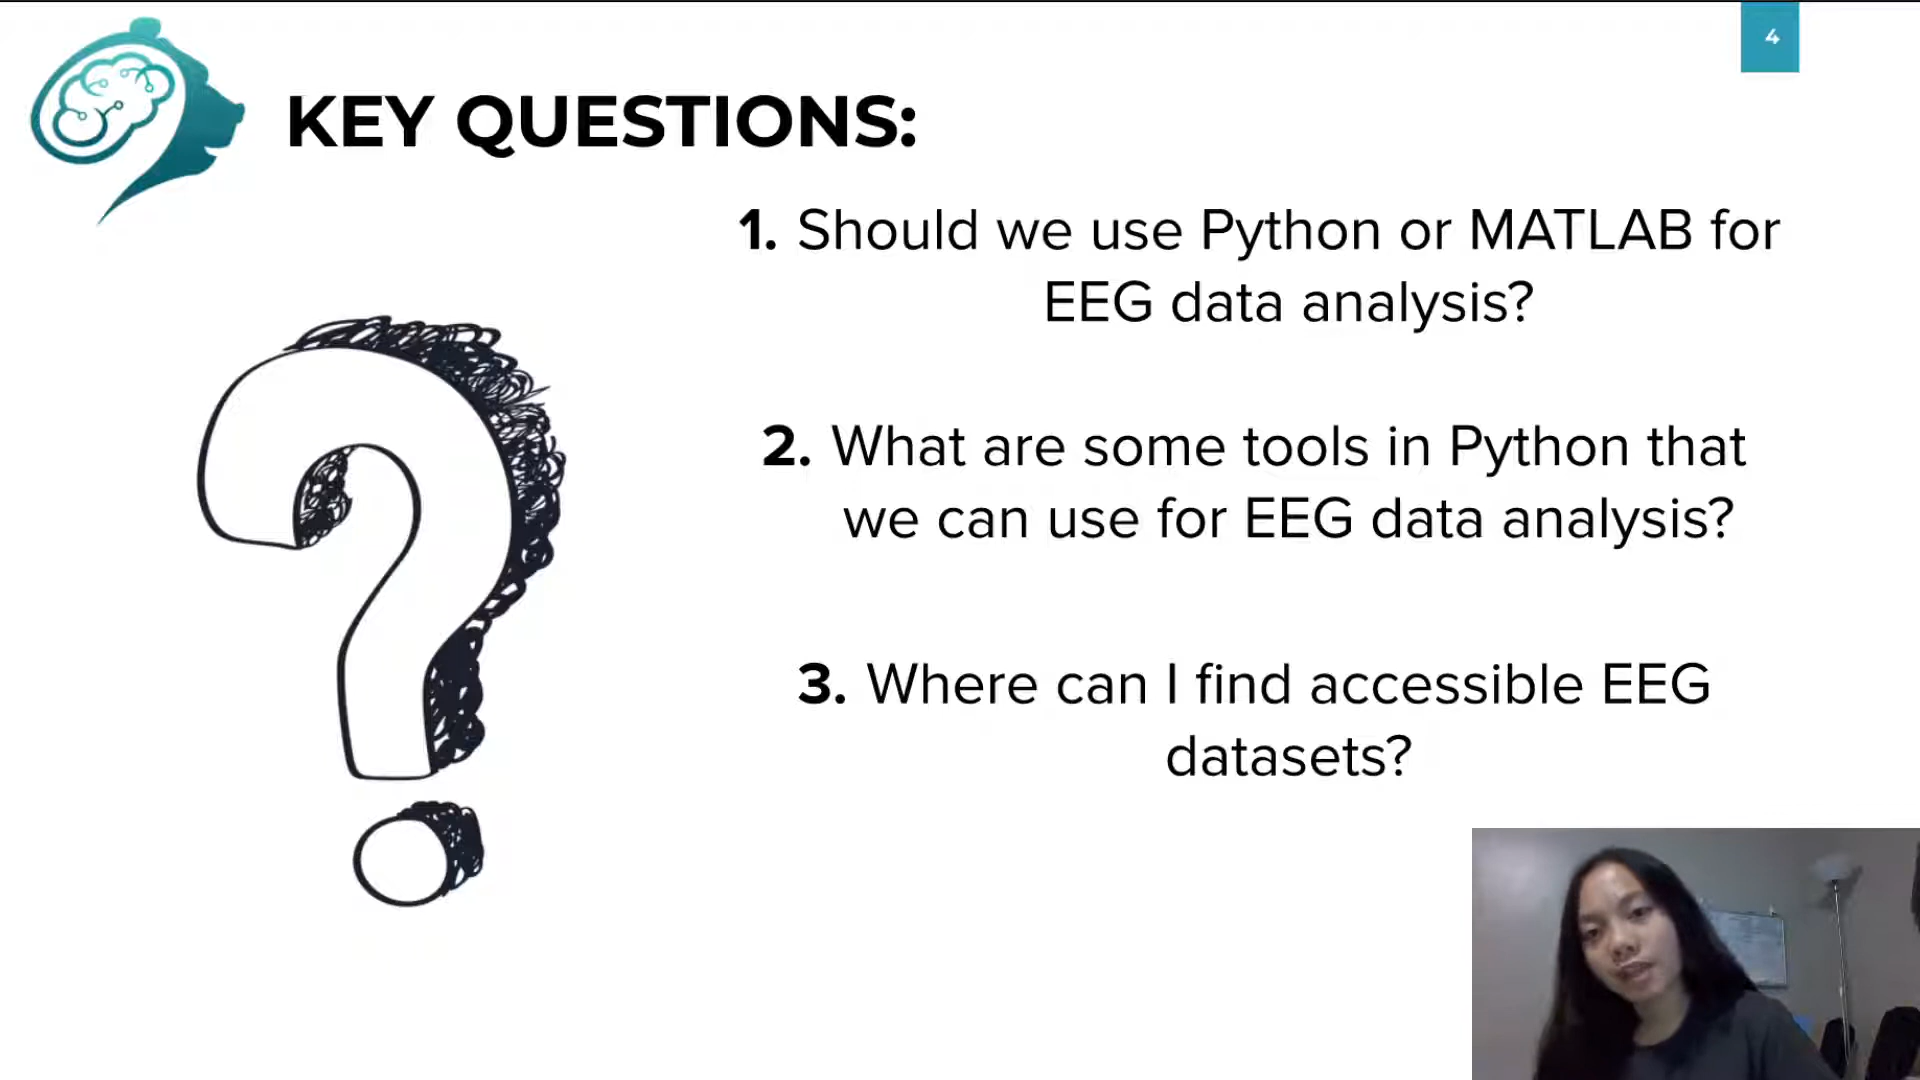 4
KEY QUESTIONS:
1. Should we use Python or MATLAB for
EEG data analysis?
2. What are some tools in Python that
we can use for EEG data analysis?
3. Where can I find accessible EEG
datasets?